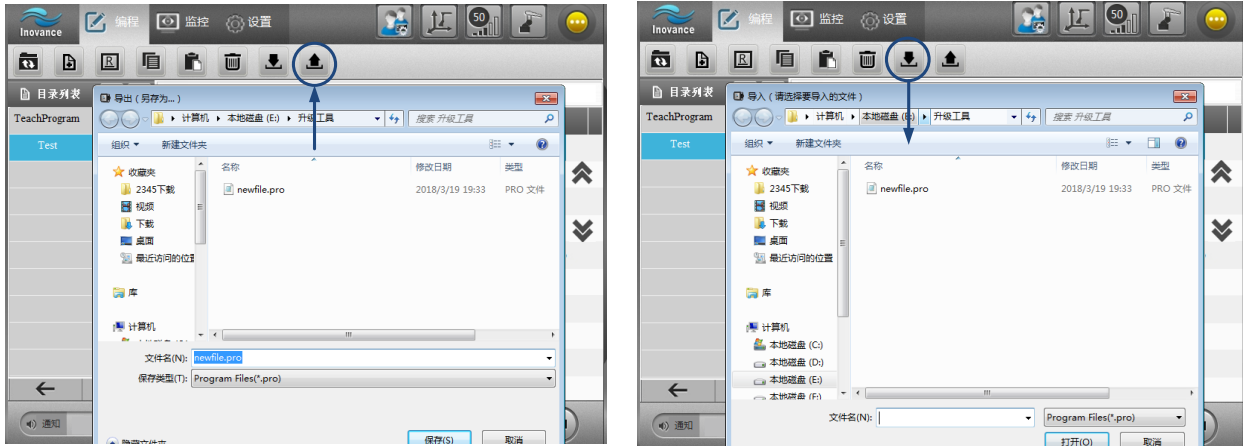 Inovance
编程
监控
设置
50
R
目录列表
TeachProgram
Test
导出（另存为...）
计算机 本地磁盘 (E:) 升级工具
搜索 升级工具
组织 新建文件夹
收藏夹
2345下载
视频
下载
桌面
最近访问的位置
库
计算机
名称 修改日期 类型
newfile.pro 2018/3/19 19:33 PRO 文件
文件名(N): newfile.pro
保存类型(T): Program Files(*.pro)
隐藏文件夹
保存(S) 取消
通知
Inovance
编程
监控
设置
50
R
目录列表
TeachProgram
Test
导入（请选择要导入的文件）
计算机 本地磁盘 (E:) 升级工具
搜索 升级工具
组织 新建文件夹
收藏夹
2345下载
视频
下载
桌面
最近访问的位置
库
计算机
本地磁盘 (C:)
本地磁盘 (D:)
本地磁盘 (E:)
本地磁盘 (F:)
名称 修改日期 类型
newfile.pro 2018/3/19 19:33 PRO 文件
文件名(N): Program Files(*.pro)
打开(O) 取消
通知